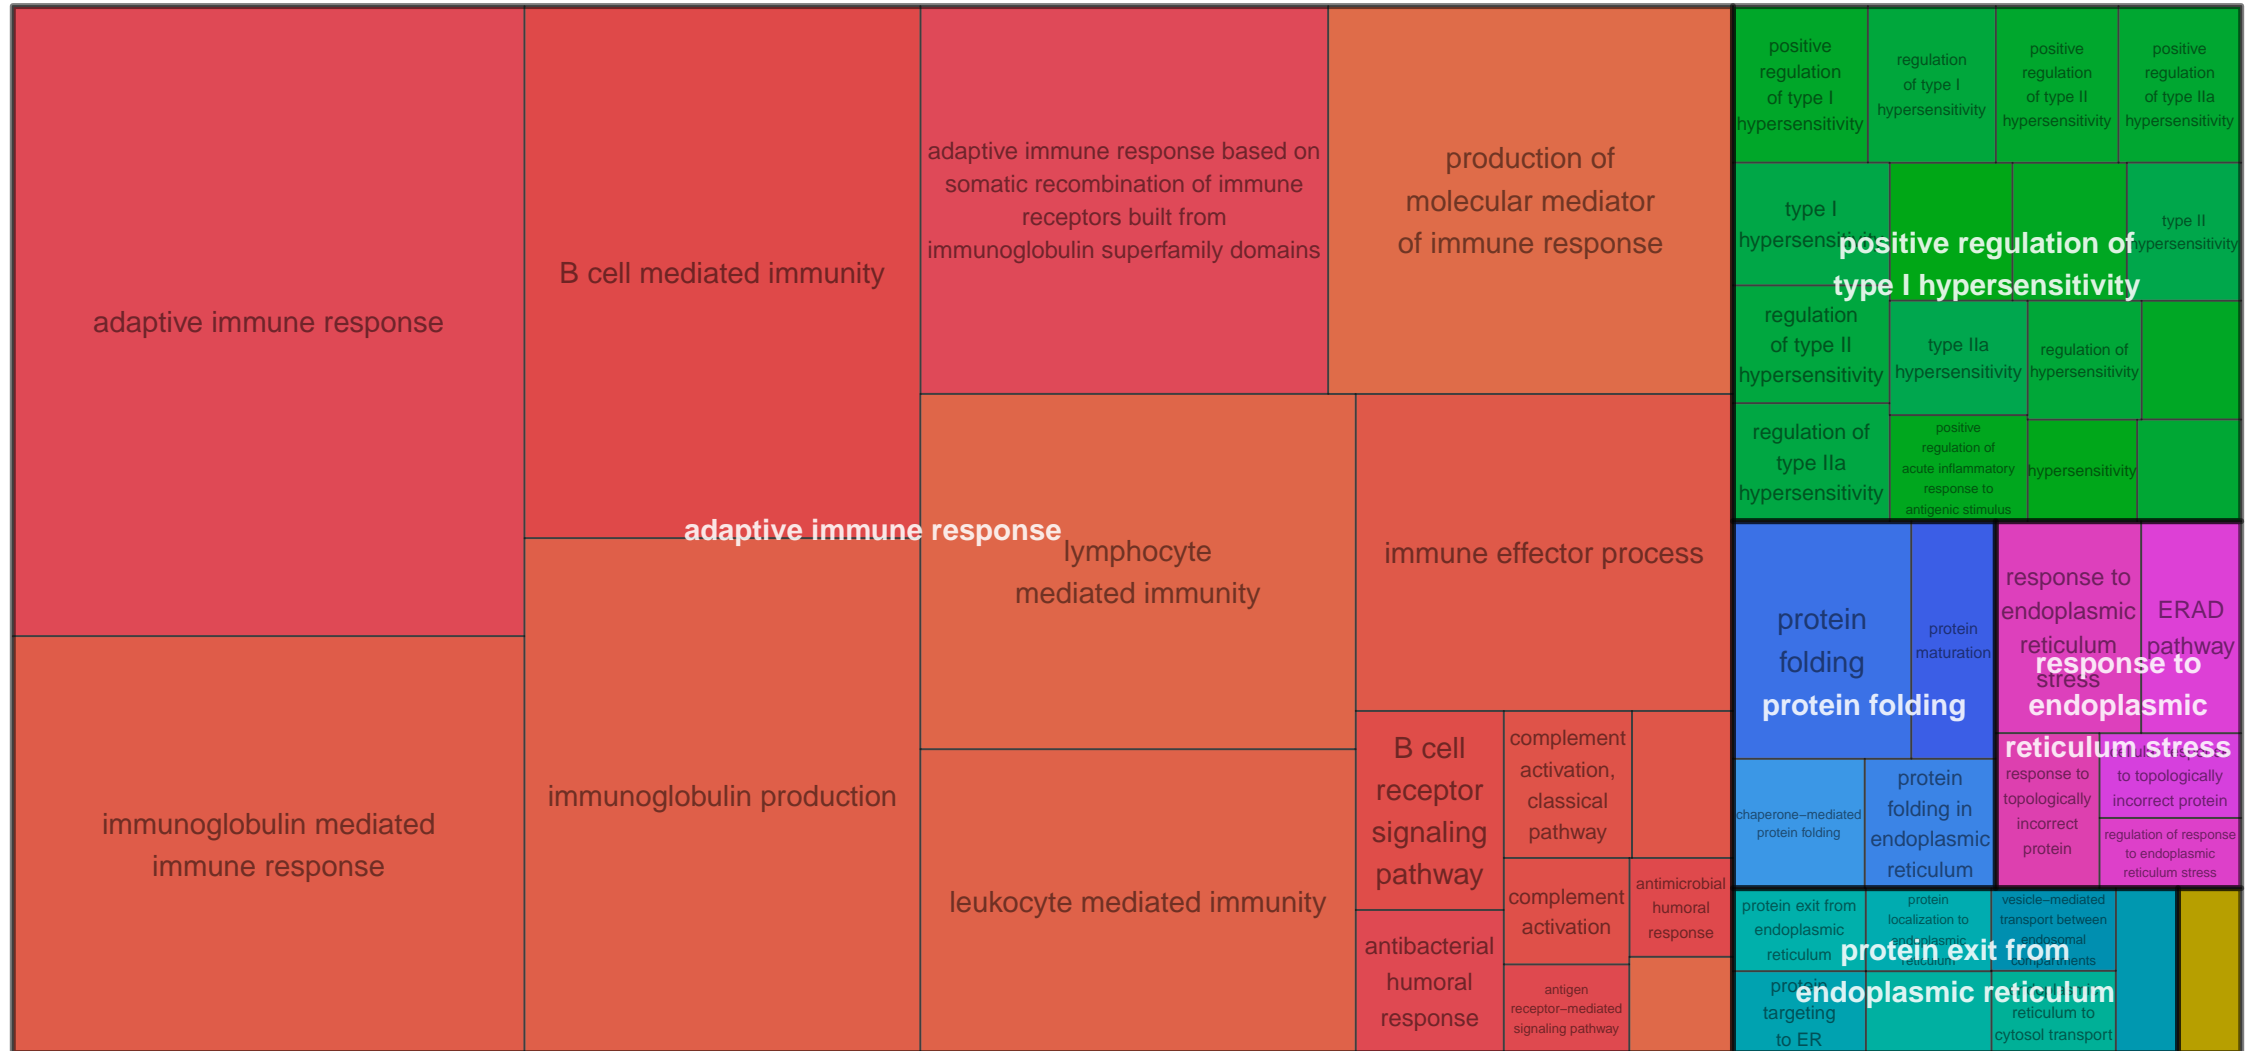 adaptive immune response
B cell mediated immunity
adaptive immune response based on
somatic recombination of immune
receptors built from
immunoglobulin superfamily domains
production of
molecular mediator
of immune response
immunoglobulin mediated
immune response
immunoglobulin production
lymphocyte
mediated immunity
immune effector process
leukocyte mediated immunity
B cell
receptor
signaling
pathway
complement
activation,
classical
pathway
complement
activation
antimicrobial
humoral
response
antibacterial
humoral
response
antigen
receptor−mediated
signaling pathway
adaptive immune response
positive
regulation
of type I
hypersensitivity
regulation
of type I
hypersensitivity
positive
regulation
of type II
hypersensitivity
positive
regulation
of type IIa
hypersensitivity
type I
hypersensitivity
type II
hypersensitivity
positive regulation of
type I hypersensitivity
regulation
of type II
hypersensitivity
type IIa
hypersensitivity
regulation of
hypersensitivity
regulation of
type IIa
hypersensitivity
positive
regulation of
acute inflammatory
response to
antigenic stimulus
hypersensitivity
protein
folding
protein
maturation
protein folding
chaperone−mediated
protein folding
protein
folding in
endoplasmic
reticulum
response to
endoplasmic
reticulum
stress
ERAD
pathway
response to
endoplasmic
reticulum stress
response to
topologically
incorrect
protein
to topologically
incorrect protein
regulation of response
to endoplasmic
reticulum stress
protein exit from
endoplasmic
reticulum
protein
localization to
endoplasmic
reticulum
vesicle−mediated
transport between
endosomal
compartments
protein exit from
endoplasmic reticulum
protein
targeting
to ER
reticulum to
cytosol transport